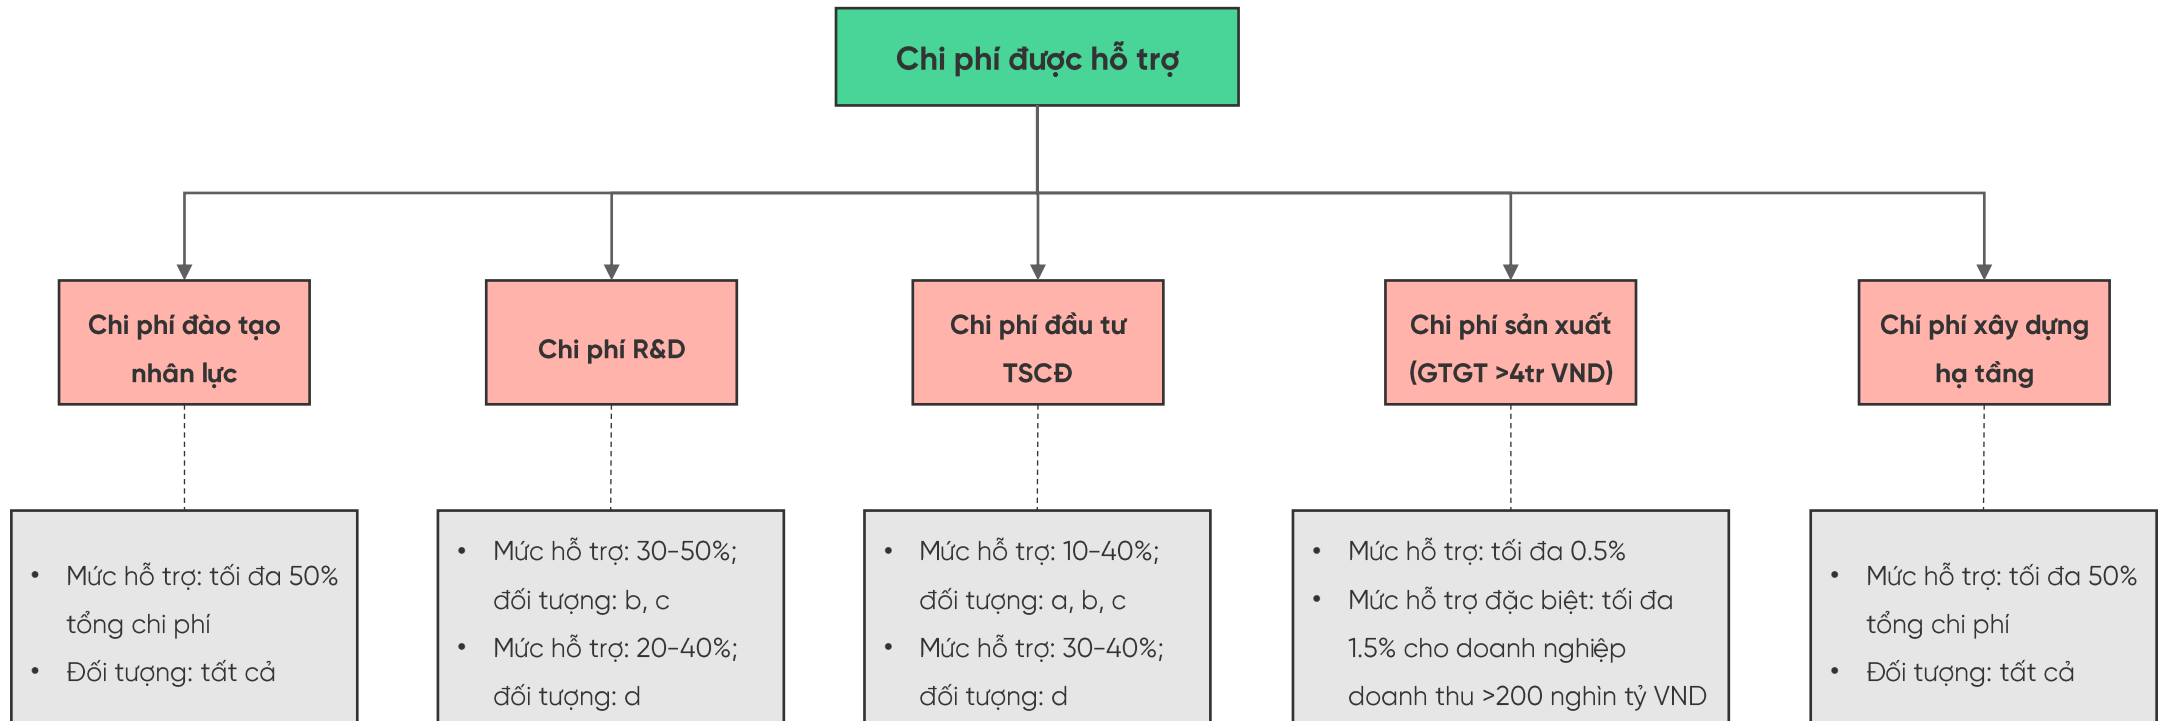 Chi phí được hỗ trợ
Chi phí đào tạo
nhân lực
Chi phí R&D
Chi phí đầu tư
TSCĐ
Chi phí sản xuất
(GTGT >4tr VND)
Chí phí xây dựng
hạ tầng
• Mức hỗ trợ: tối đa 50%
tổng chi phí
• Đối tượng: tất cả
• Mức hỗ trợ: 30-50%;
đối tượng: b, c
• Mức hỗ trợ: 20-40%;
đối tượng: d
• Mức hỗ trợ: 10-40%;
đối tượng: a, b, c
• Mức hỗ trợ: 30-40%;
đối tượng: d
• Mức hỗ trợ: tối đa 0.5%
• Mức hỗ trợ đặc biệt: tối đa
1.5% cho doanh nghiệp
doanh thu >200 nghìn tỷ VND
• Mức hỗ trợ: tối đa 50%
tổng chi phí
• Đối tượng: tất cả